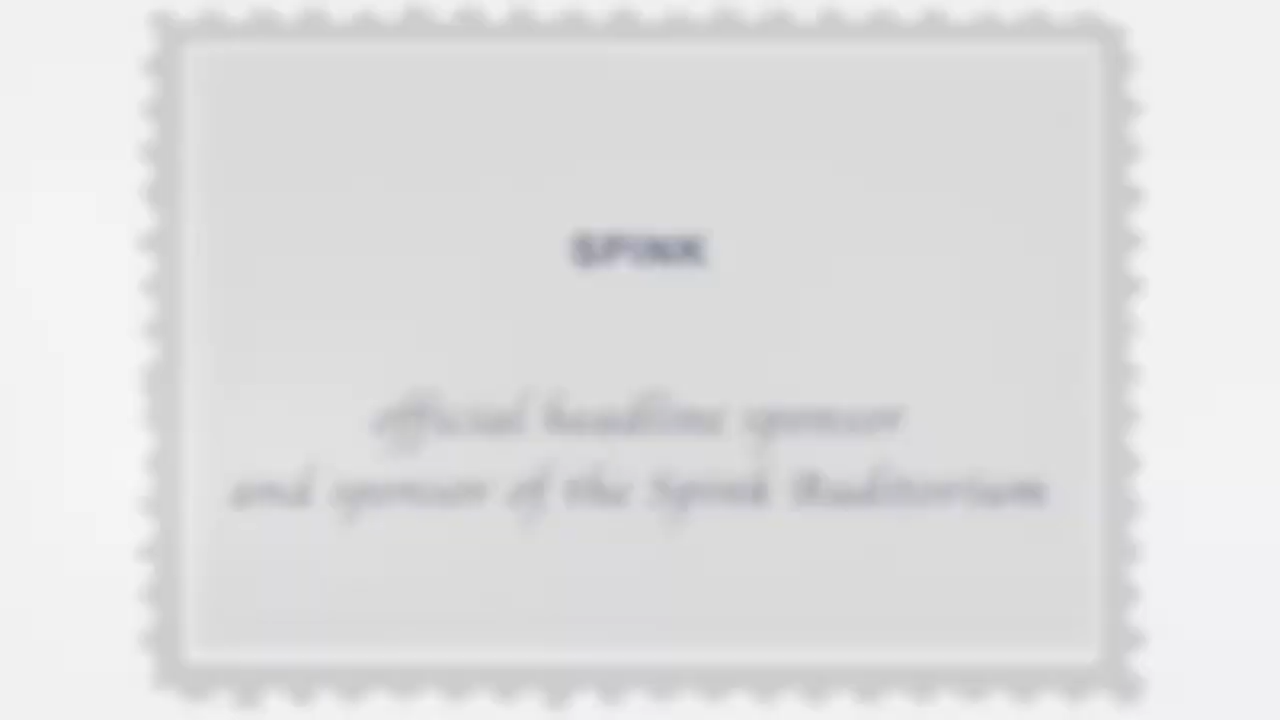 SPINK
official headline sponsor
and sponsor of the Spink Auditorium